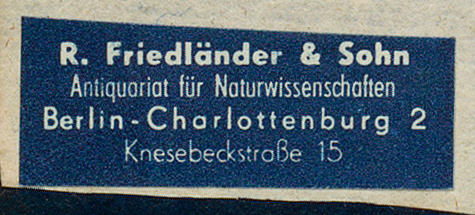 R. Friedländer & Sohn
Antiquariat für Naturwissenschaften
Berlin-Charlottenburg 2
Knesebeckstraße 15